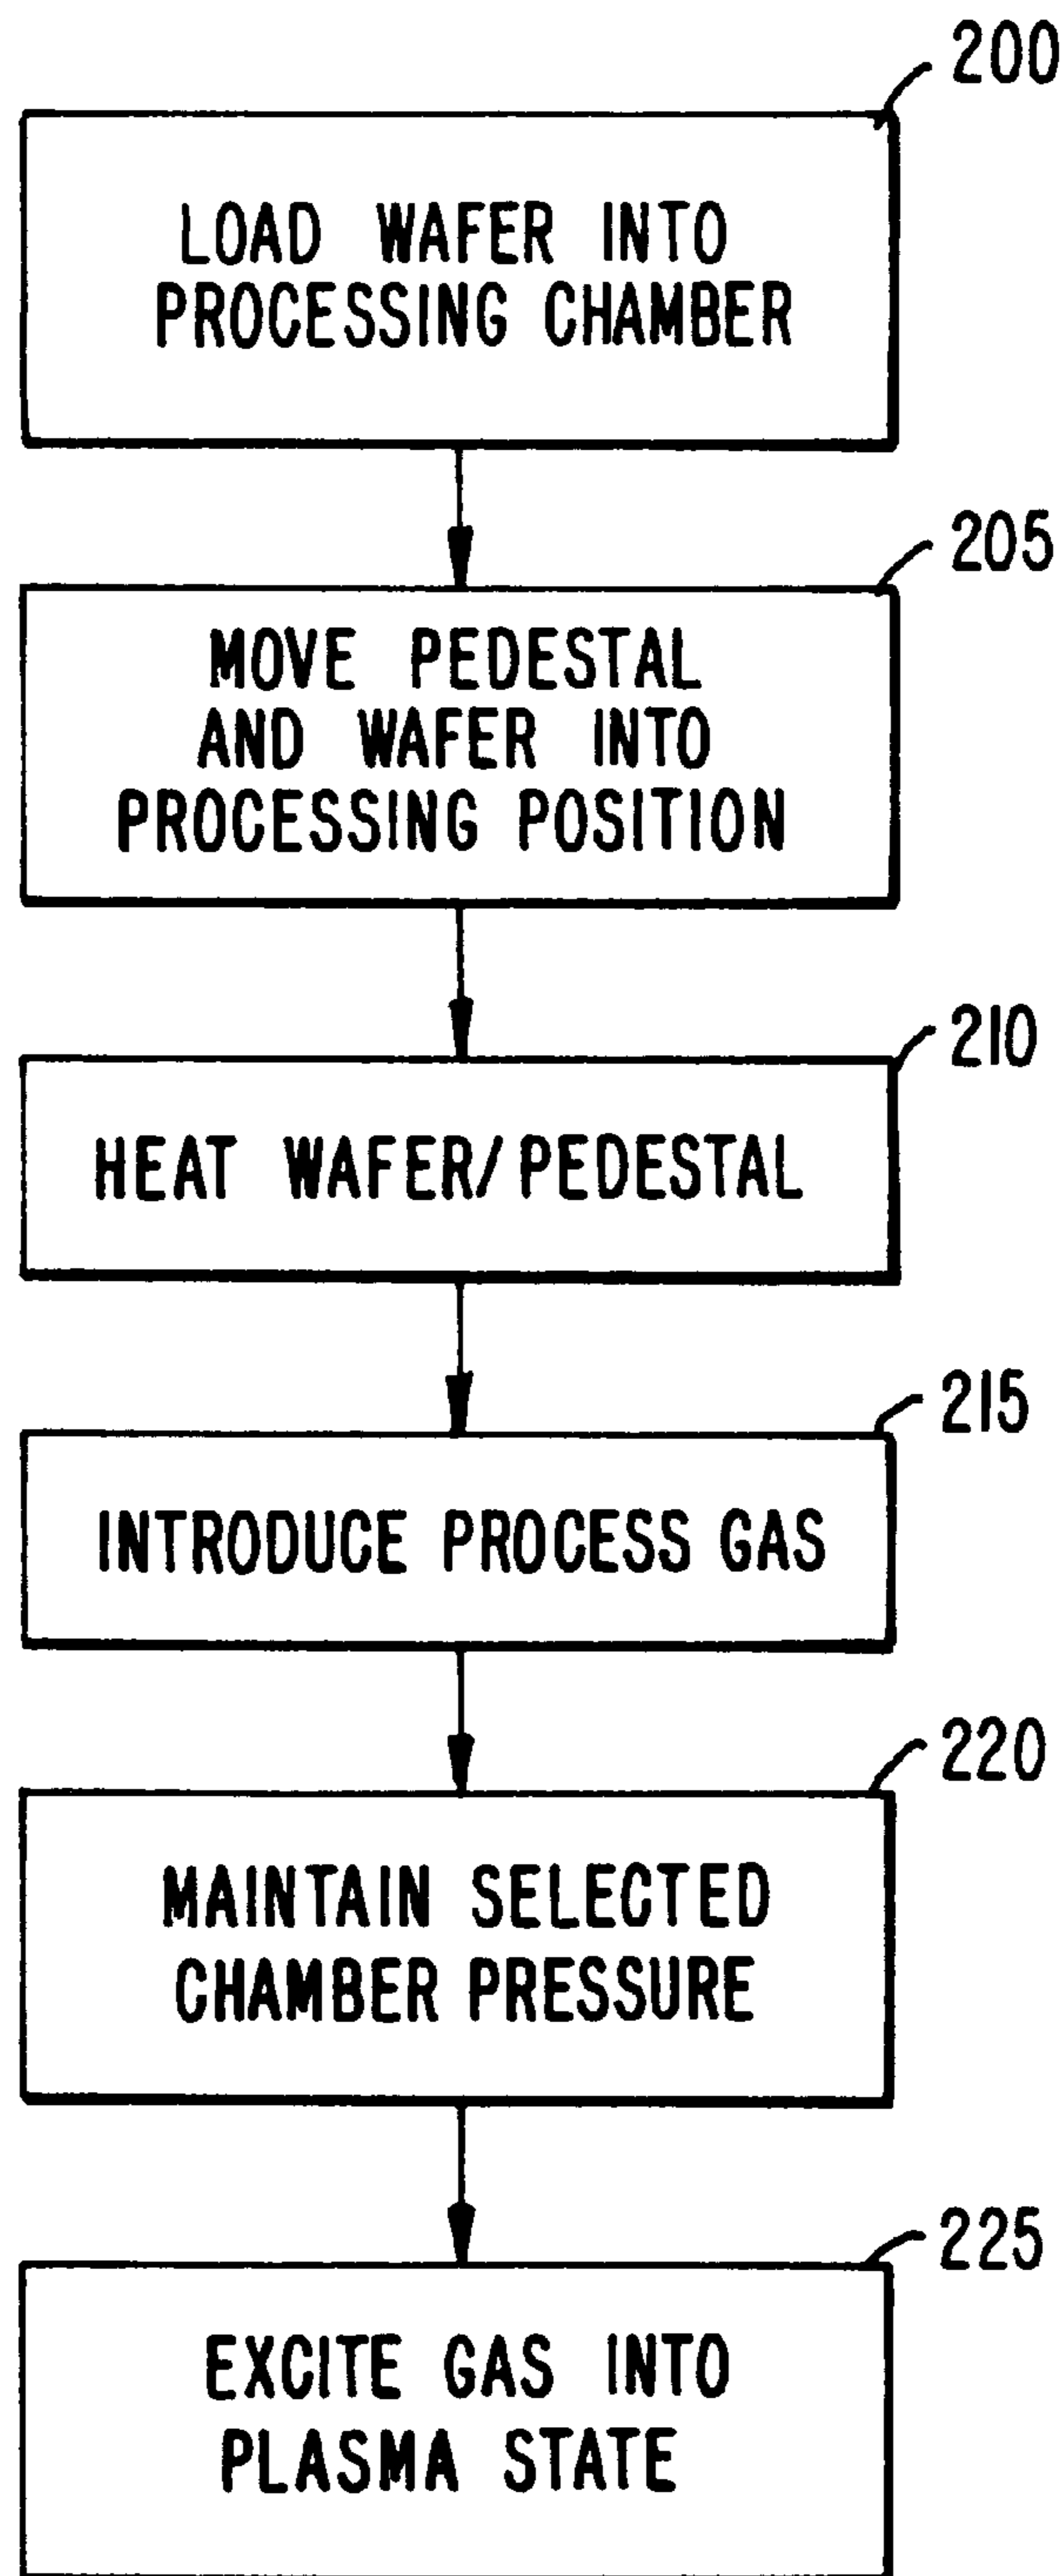 200
LOAD WAFER INTO
PROCESSING CHAMBER
205
MOVE PEDESTAL
AND WAFER INTO
PROCESSING POSITION
210
HEAT WAFER/PEDESTAL
215
INTRODUCE PROCESS GAS
220
MAINTAIN SELECTED
CHAMBER PRESSURE
225
EXCITE GAS INTO
PLASMA STATE